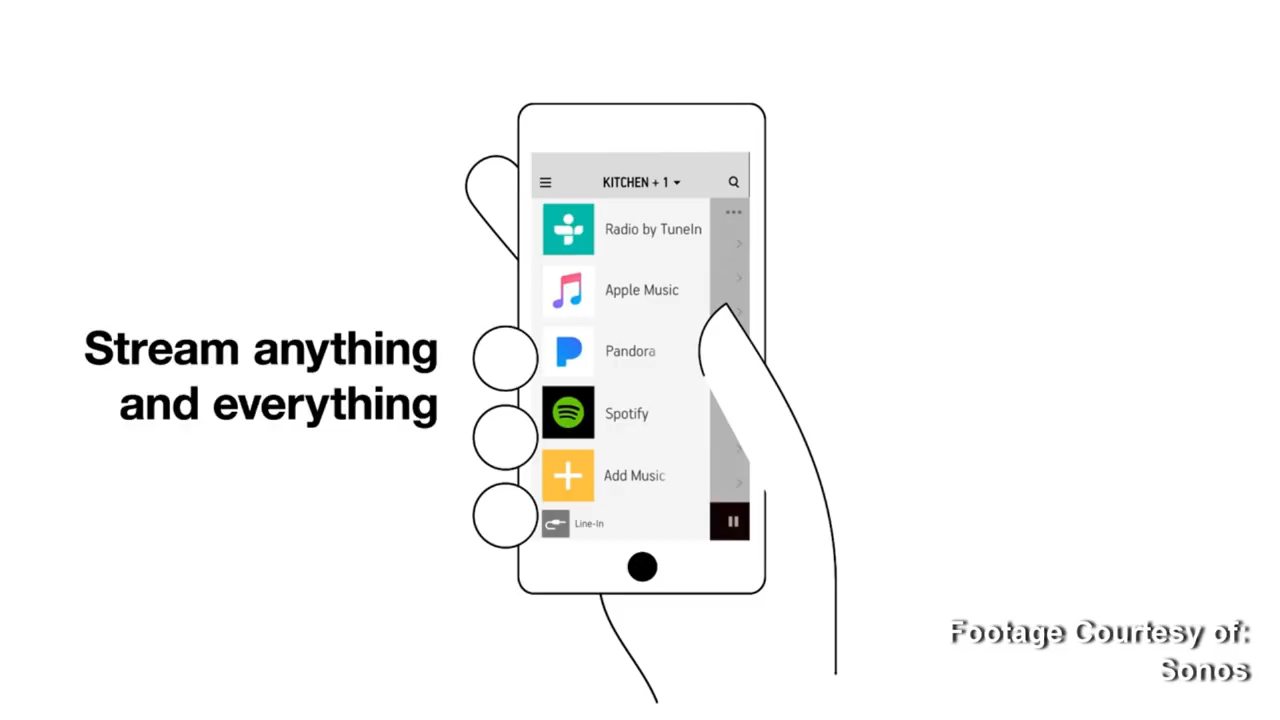 Stream anything
and everything
KITCHEN + 1
Radio by TuneIn
Apple Music
Pandora
Spotify
Add Music
Line-In
Footage Courtesy of:
Sonos